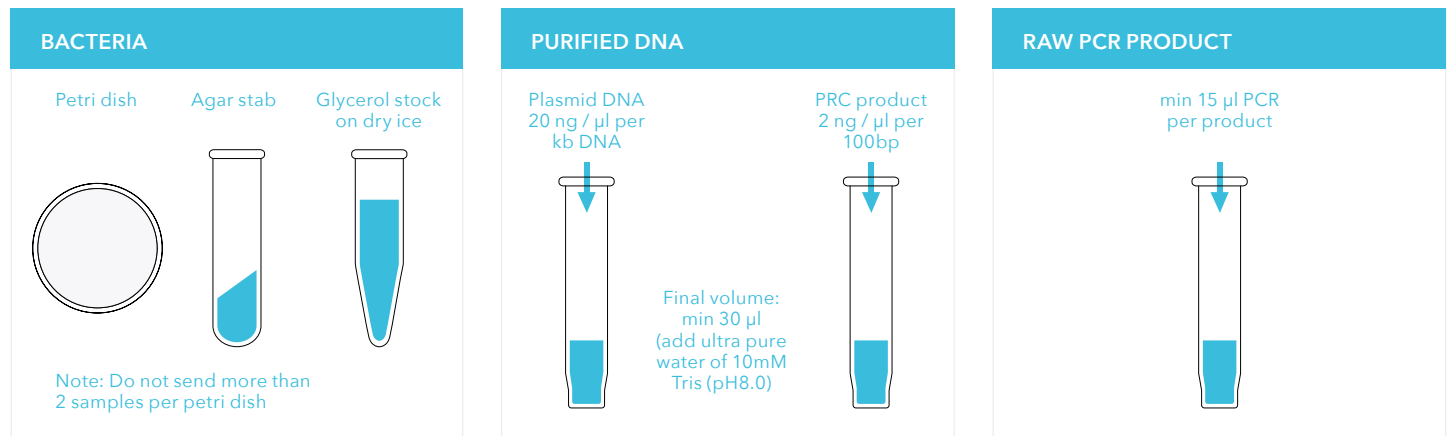 BACTERIA
Petri dish
Agar stab
Glycerol stock
on dry ice
Note: Do not send more than
2 samples per petri dish
PURIFIED DNA
Plasmid DNA
20 ng / µl per
kb DNA
PRC product
2 ng / µl per
100bp
Final volume:
min 30 µl
(add ultra pure
water of 10mM
Tris (pH8.0)
RAW PCR PRODUCT
min 15 µl PCR
per product